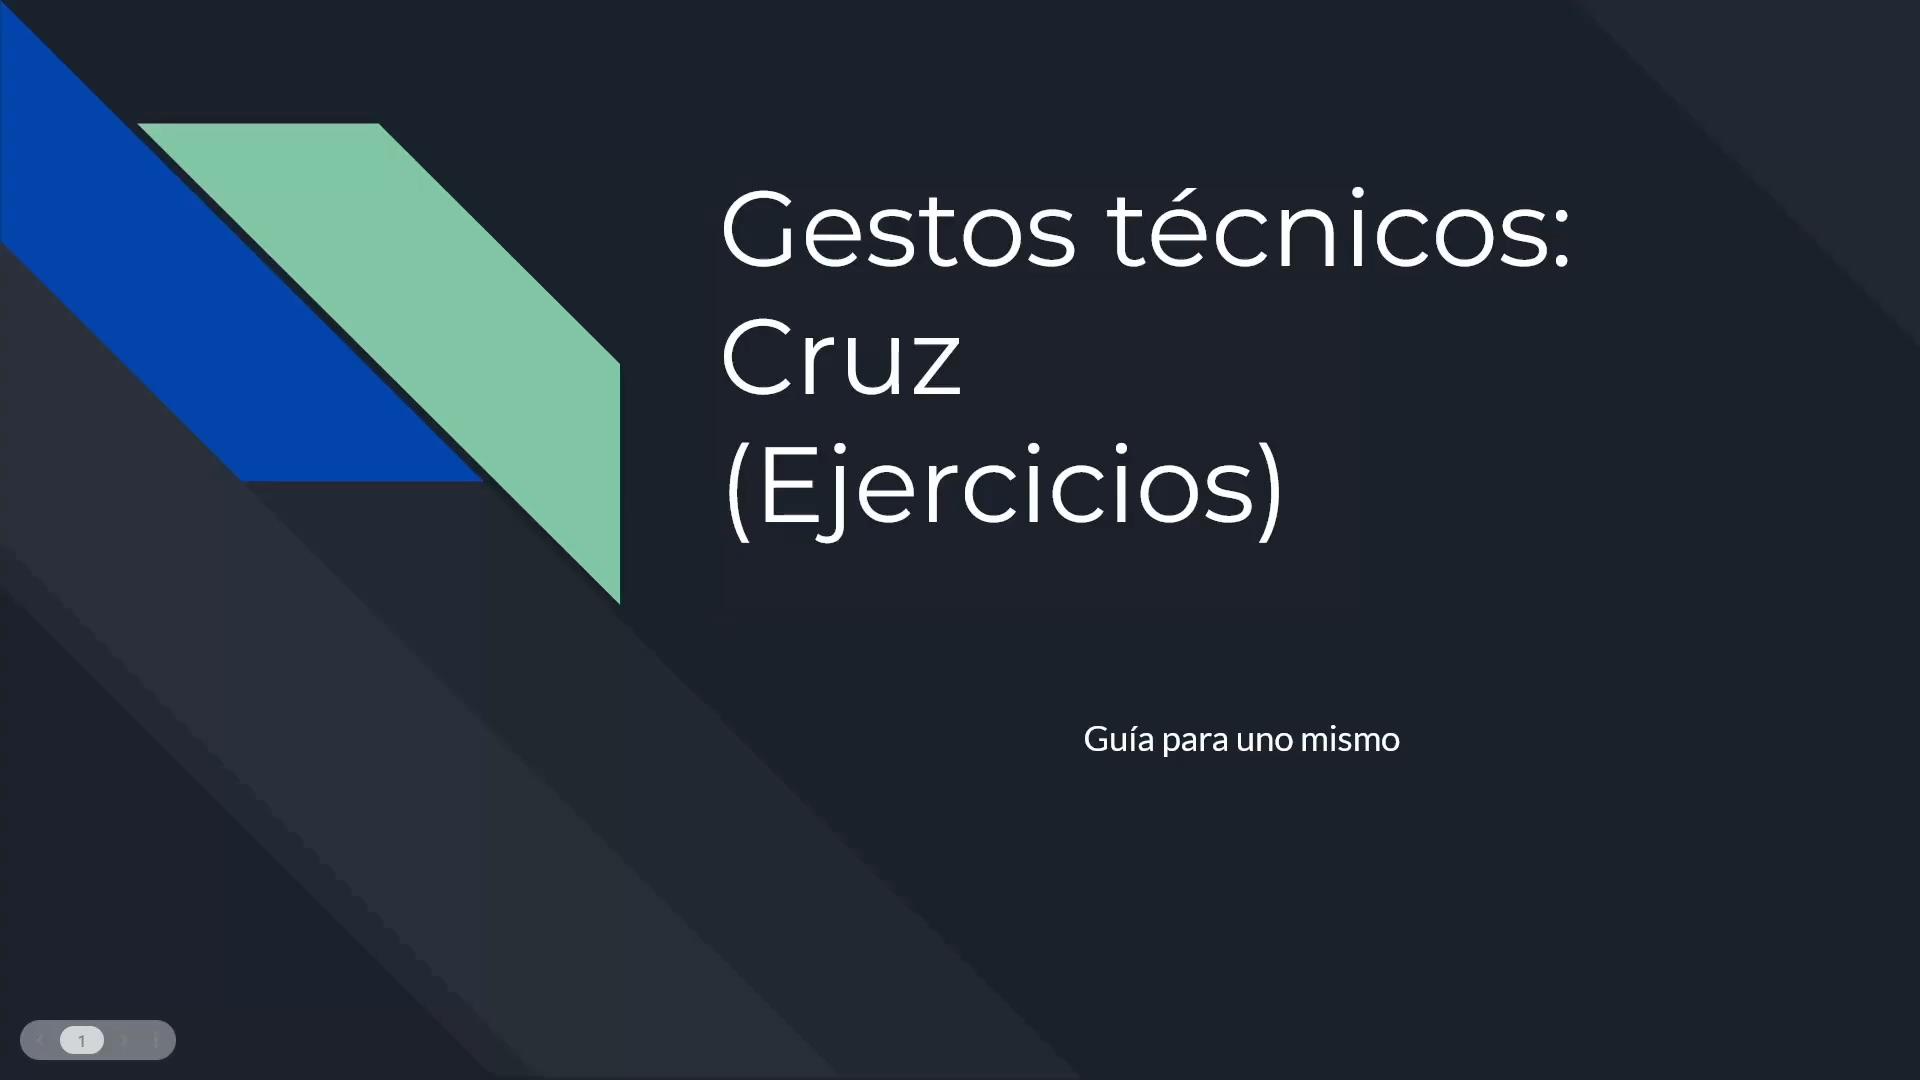 Gestos técnicos:
Cruz
(Ejercicios)
Guía para uno mismo
1